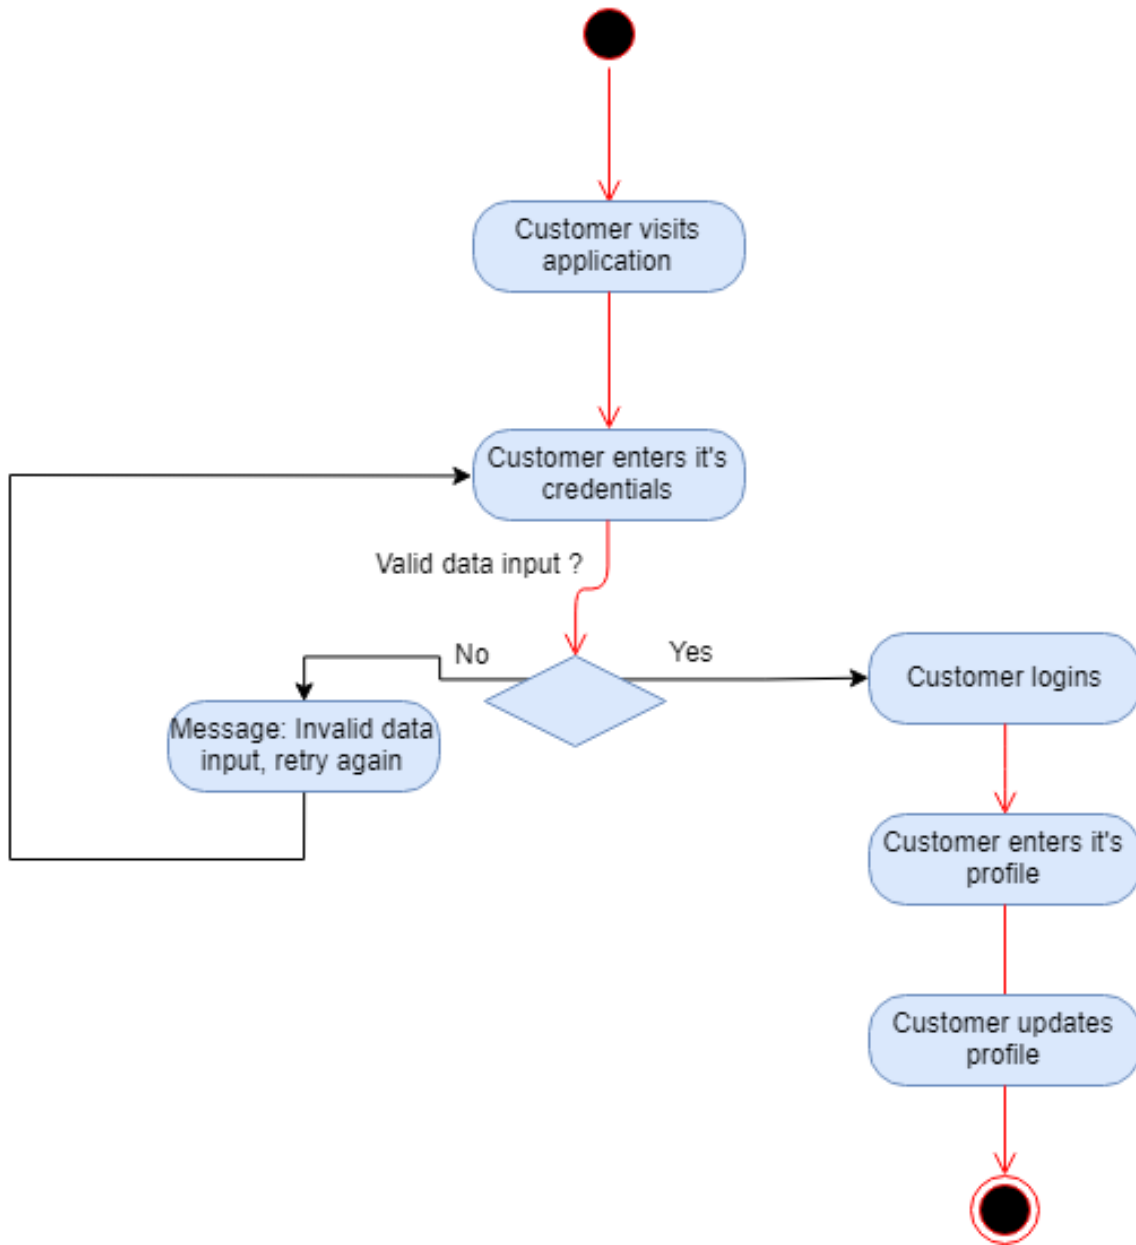 Customer visits
application
Customer enters it's
credentials
Valid data input ?
No
Yes
Customer logins
Message: Invalid data
input, retry again
Customer enters it's
profile
Customer updates
profile